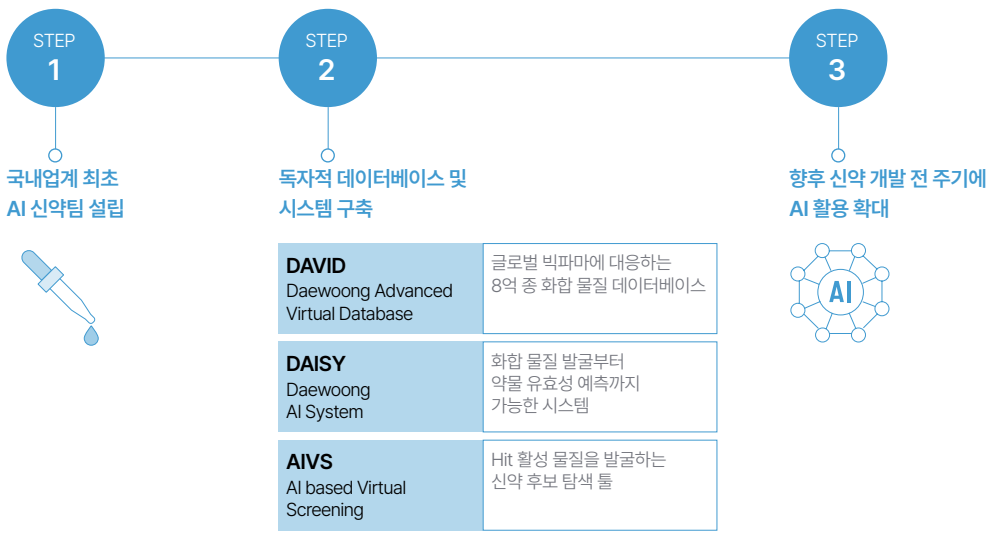 STEP
1
국내업계 최초
AI 신약팀 설립
STEP
2
독자적 데이터베이스 및
시스템 구축
DAVID
Daewoong Advanced
Virtual Database
글로벌 빅파마에 대응하는
8억 종 화합 물질 데이터베이스
DAISY
Daewoong
AI System
화합 물질 발굴부터
약물 유효성 예측까지
가능한 시스템
AIVS
AI based Virtual
Screening
Hit 활성 물질을 발굴하는
신약 후보 탐색 툴
STEP
3
향후 신약 개발 전 주기에
AI 활용 확대
AI